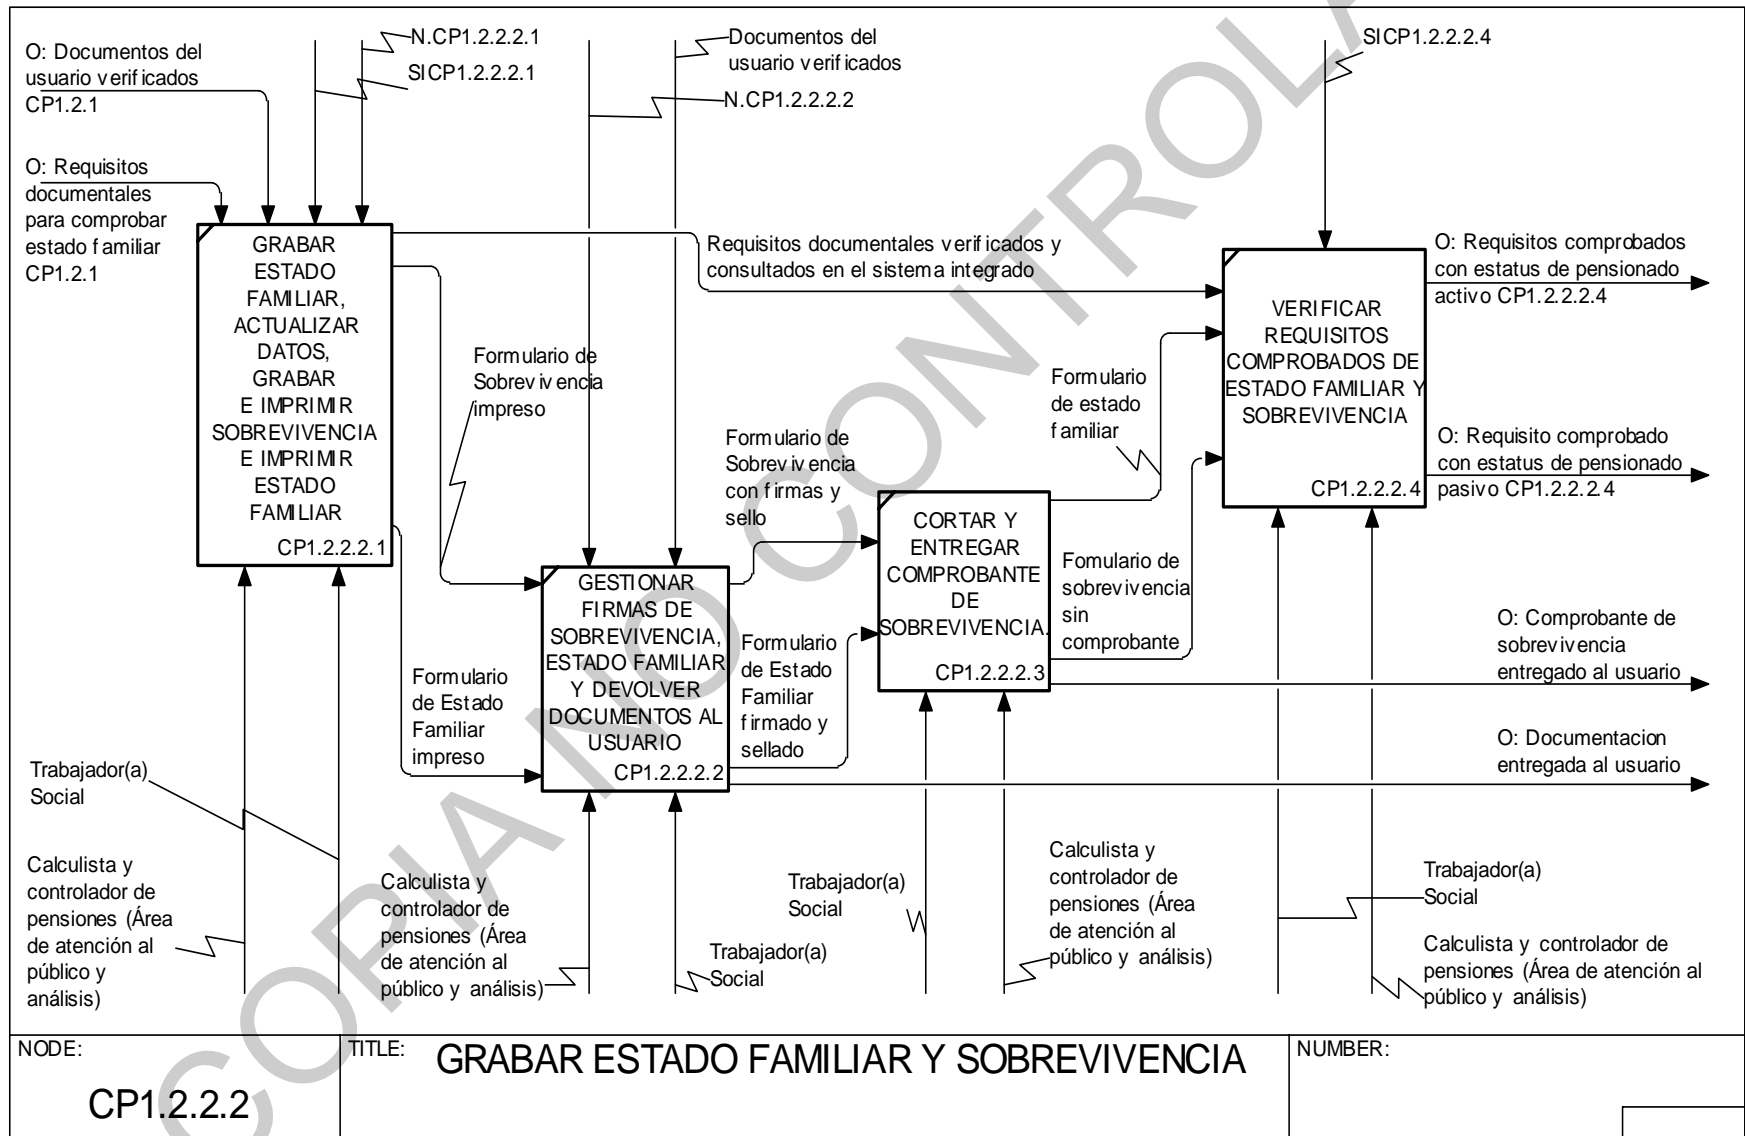 O: Documentos del
usuario verificados
CP1.2.1
N.CP1.2.2.2.1
SICP1.2.2.2.1
Documentos del
usuario verificados
N.CP1.2.2.2.2
SICP1.2.2.2.4
O: Requisitos
documentales
para comprobar
estado familiar
CP1.2.1
GRABAR
ESTADO
FAMILIAR,
ACTUALIZAR
DATOS,
GRABAR
E IMPRIMIR
SOBREVIVENCIA
E IMPRIMIR
ESTADO
FAMILIAR
CP1.2.2.2.1
Requisitos documentales verificados y
consultados en el sistema integrado
VERIFICAR
REQUISITOS
COMPROBADOS DE
ESTADO FAMILIAR Y
SOBREVIVENCIA
CP1.2.2.2.4
O: Requisitos comprobados
con estatus de pensionado
activo CP1.2.2.2.4
O: Requisito comprobado
con estatus de pensionado
pasivo CP1.2.2.2.4
Formulario de
Sobrevivencia
impreso
Formulario
de estado
familiar
Formulario de
Sobrevivencia
con firmas y
sello
CORTAR Y
ENTREGAR
COMPROBANTE
DE
SOBREVIVENCIA.
CP1.2.2.2.3
Fomulario de
sobrevivencia
sin
comprobante
GESTIONAR
FIRMAS DE
SOBREVIVENCIA,
ESTADO FAMILIAR
Y DEVOLVER
DOCUMENTOS AL
USUARIO
CP1.2.2.2.2
Formulario
de Estado
Familiar
firmado y
sellado
Formulario
de Estado
Familiar
impreso
O: Comprobante de
sobrevivencia
entregado al usuario
O: Documentacion
entregada al usuario
Trabajador(a)
Social
Calculista y
controlador de
pensiones (Área
de atención al
público y
análisis)
Calculista y
controlador de
pensiones (Área
de atención al
público y análisis)
Trabajador(a)
Social
Trabajador(a)
Social
Calculista y
controlador de
pensiones (Área
de atención al
público y análisis)
Trabajador(a)
Social
Calculista y controlador de
pensiones (Área de atención al
público y análisis)
COPIA NO CONTROLA
NODE:
CP1.2.2.2
TITLE:
GRABAR ESTADO FAMILIAR Y SOBREVIVENCIA
NUMBER: